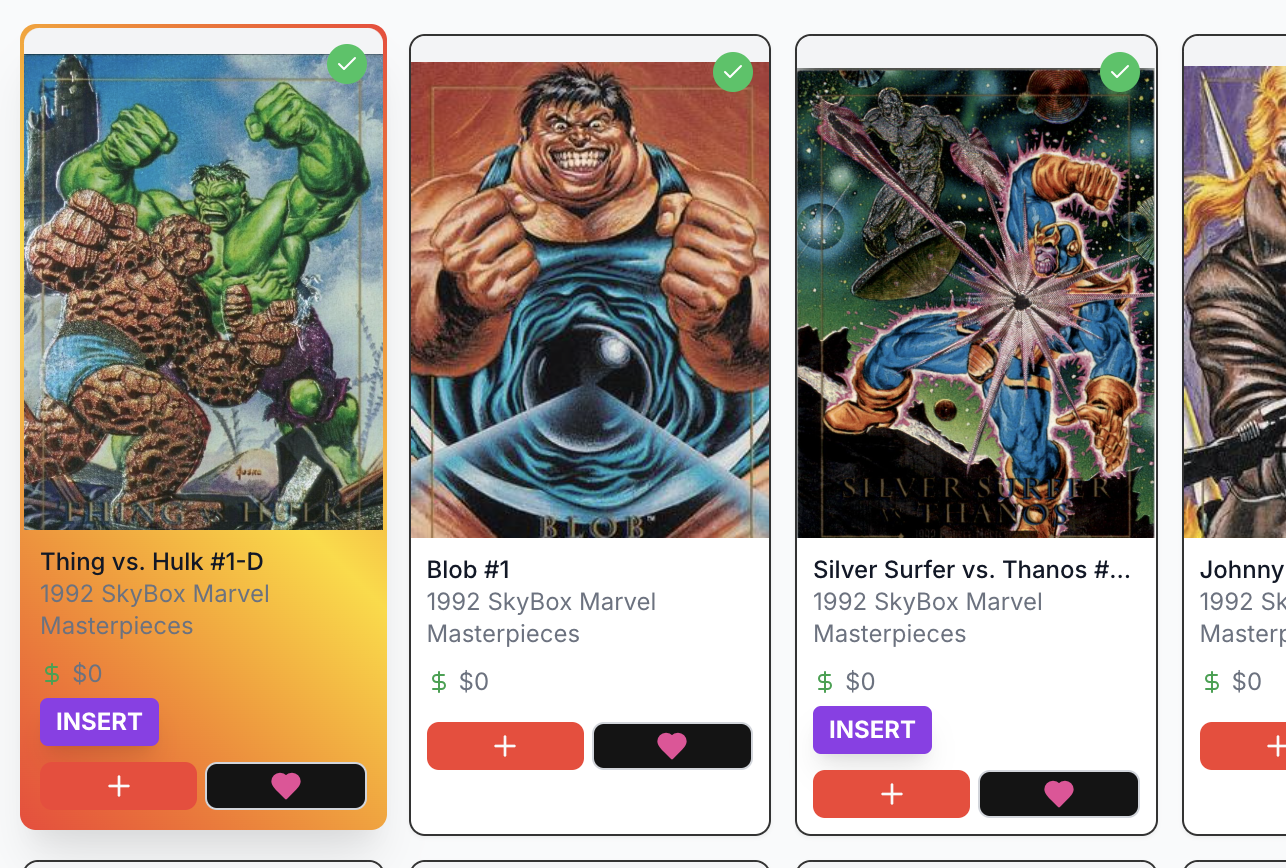 THING vs HULK
Thing vs. Hulk #1-D
1992 SkyBox Marvel
Masterpieces
$ $0
INSERT
BLOB™
Blob #1
1992 SkyBox Marvel
Masterpieces
$ $0
SILVER SURFER
vs THANOS
Silver Surfer vs. Thanos #...
1992 SkyBox Marvel
Masterpieces
$ $0
INSERT
Johnny
1992 Sk
Masterp
$ $0